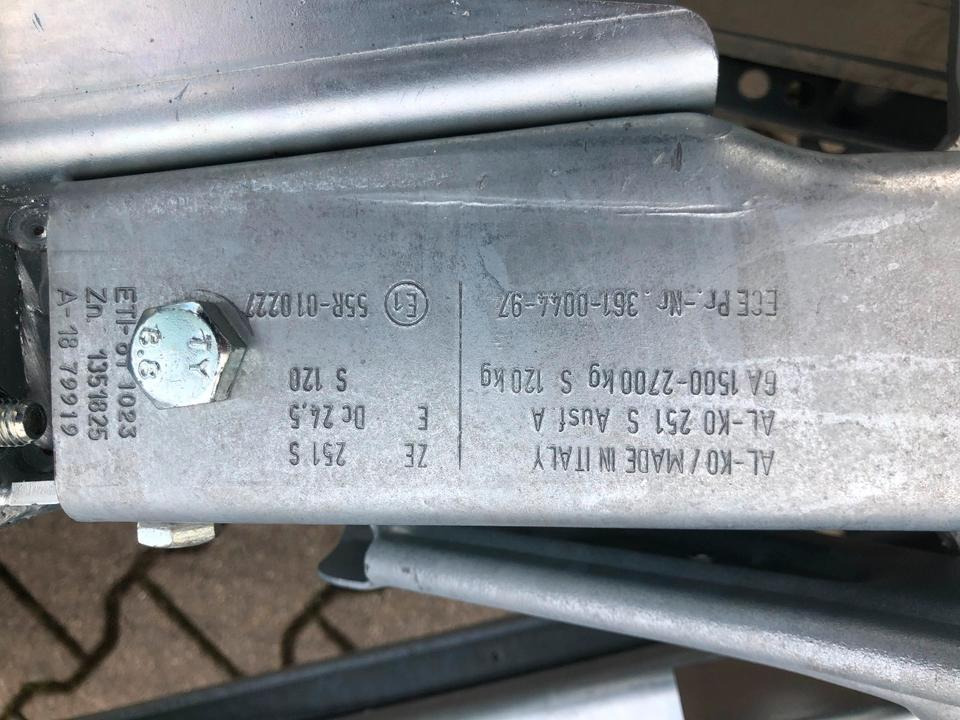 AL-KO / MADE IN ITALY
AL-KO 251 S Ausf. A
GA 1500-2700 kg S 120 kg
ECE Pr.-Nr. 361-0044-97
ZE 251 S
E Dc 24,5
S 120
E1 55R-010227
ETI- 1023
Zn. 1351825
A-18 79919
TY
8.8